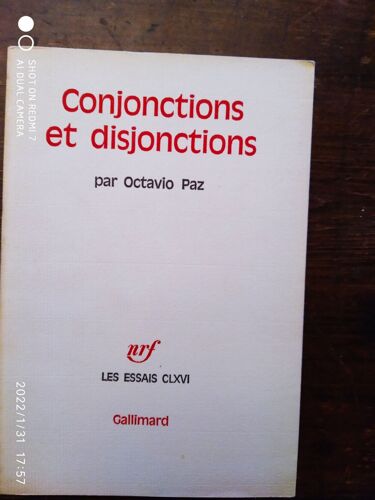 Conjonctions
et disjonctions
par Octavio Paz
nrf
LES ESSAIS CLXVI
Gallimard
SHOT ON REDMI 7
AI DUAL CAMERA
2022/1/31 17:57